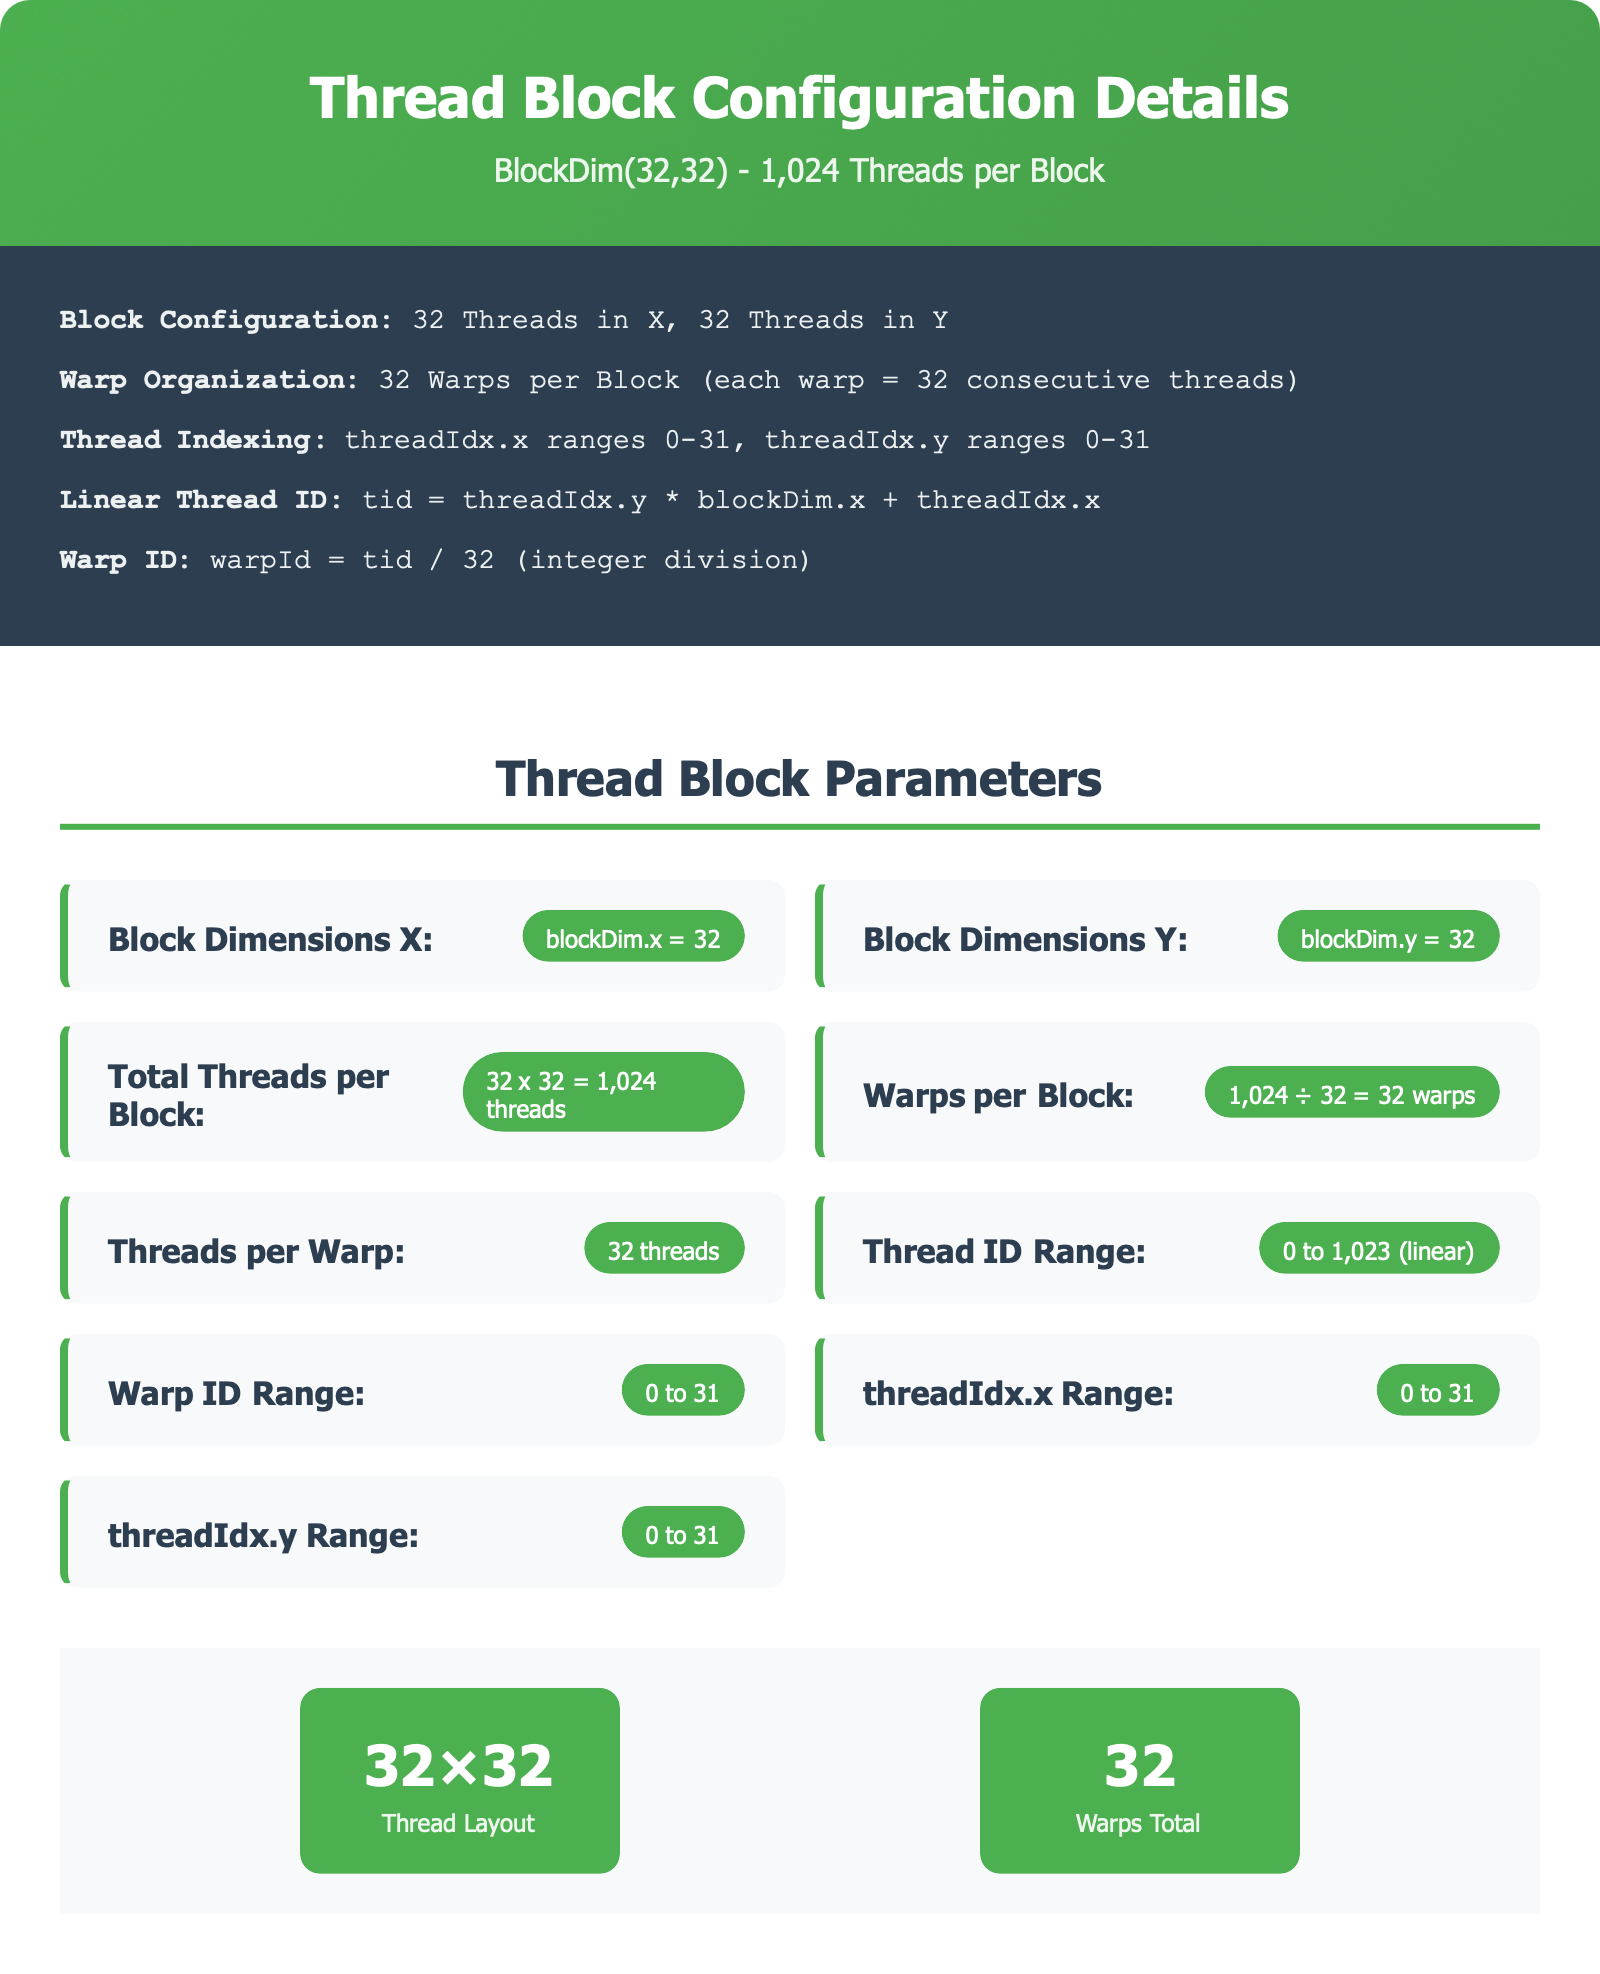 Thread Block Configuration Details
BlockDim(32,32) - 1,024 Threads per Block
Block Configuration: 32 Threads in X, 32 Threads in Y
Warp Organization: 32 Warps per Block (each warp = 32 consecutive threads)
Thread Indexing: threadIdx.x ranges 0-31, threadIdx.y ranges 0-31
Linear Thread ID: tid = threadIdx.y * blockDim.x + threadIdx.x
Warp ID: warpId = tid / 32 (integer division)
Thread Block Parameters
Block Dimensions X:
blockDim.x = 32
Block Dimensions Y:
blockDim.y = 32
Total Threads per
Block:
32 x 32 = 1,024
threads
Warps per Block:
1,024 ÷ 32 = 32 warps
Threads per Warp:
32 threads
Thread ID Range:
0 to 1,023 (linear)
Warp ID Range:
0 to 31
threadIdx.x Range:
0 to 31
threadIdx.y Range:
0 to 31
32×32
Thread Layout
32
Warps Total